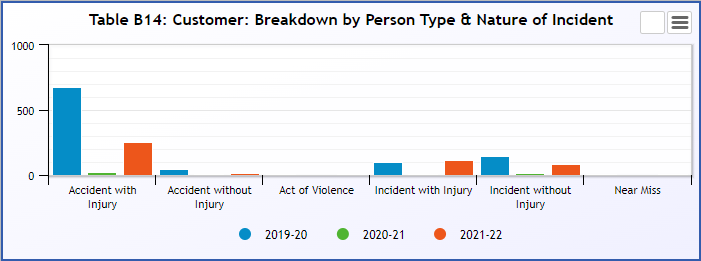 Table B14: Customer: Breakdown by Person Type & Nature of Incident
1000
500
0
Accident with Injury
Accident without Injury
Act of Violence
Incident with Injury
Incident without Injury
Near Miss
2019-20
2020-21
2021-22